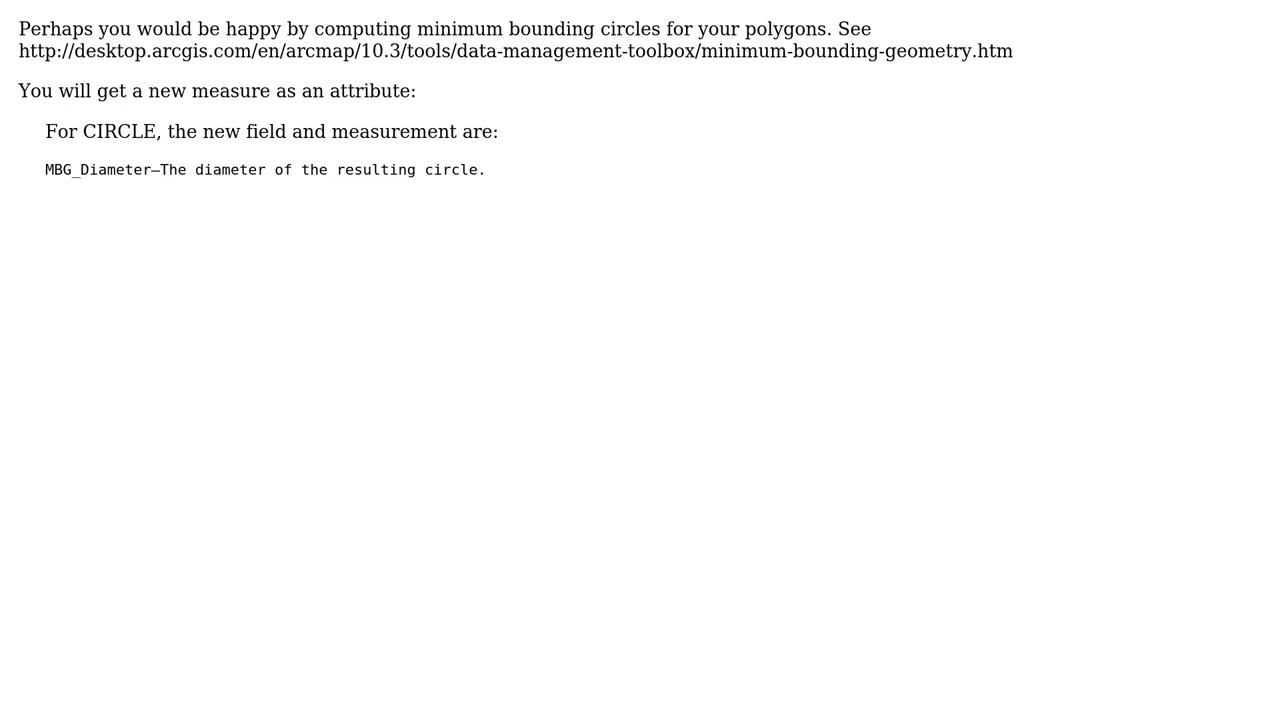 Perhaps you would be happy by computing minimum bounding circles for your polygons. See
http://desktop.arcgis.com/en/arcmap/10.3/tools/data-management-toolbox/minimum-bounding-geometry.htm
You will get a new measure as an attribute:
For CIRCLE, the new field and measurement are:
MBG_Diameter—The diameter of the resulting circle.